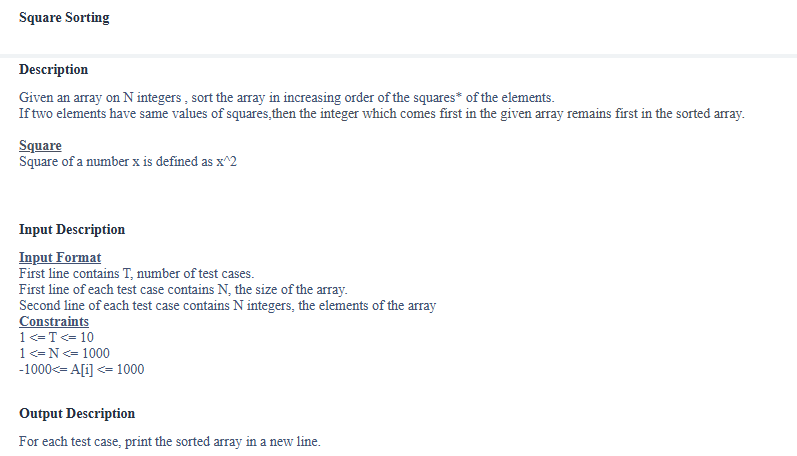 Square Sorting
Description
Given an array on N integers , sort the array in increasing order of the squares* of the elements.
If two elements have same values of squares,then the integer which comes first in the given array remains first in the sorted array.
Square
Square of a number x is defined as x^2
Input Description
Input Format
First line contains T, number of test cases.
First line of each test case contains N, the size of the array.
Second line of each test case contains N integers, the elements of the array
Constraints
1 <= T <= 10
1 <= N <= 1000
-1000<= A[i] <= 1000
Output Description
For each test case, print the sorted array in a new line.